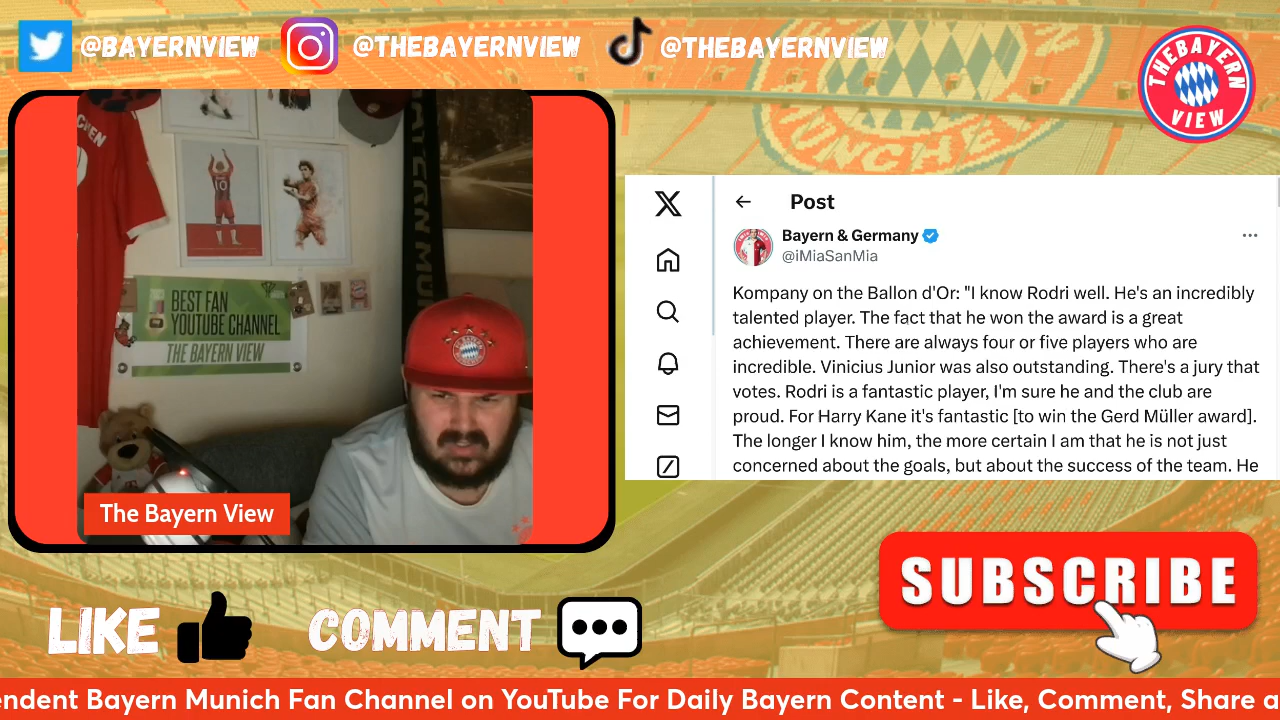 @BAYERNVIEW
@THEBAYERNVIEW
@THEBAYERNVIEW
THEBAYERN
VIEW
MÜNCHEN
CHEN
BAYERN MU
10
BEST FAN
YOUTUBE CHANNEL
THE BAYERN VIEW
The Bayern View
Post
Bayern & Germany
@iMiaSanMia
Kompany on the Ballon d'Or: "I know Rodri well. He's an incredibly
talented player. The fact that he won the award is a great
achievement. There are always four or five players who are
incredible. Vinicius Junior was also outstanding. There's a jury that
votes. Rodri is a fantastic player, I'm sure he and the club are
proud. For Harry Kane it's fantastic [to win the Gerd Müller award].
The longer I know him, the more certain I am that he is not just
concerned about the goals, but about the success of the team. He
LIKE
COMMENT
SUBSCRIBE
endent Bayern Munich Fan Channel on YouTube For Daily Bayern Content - Like, Comment, Share a